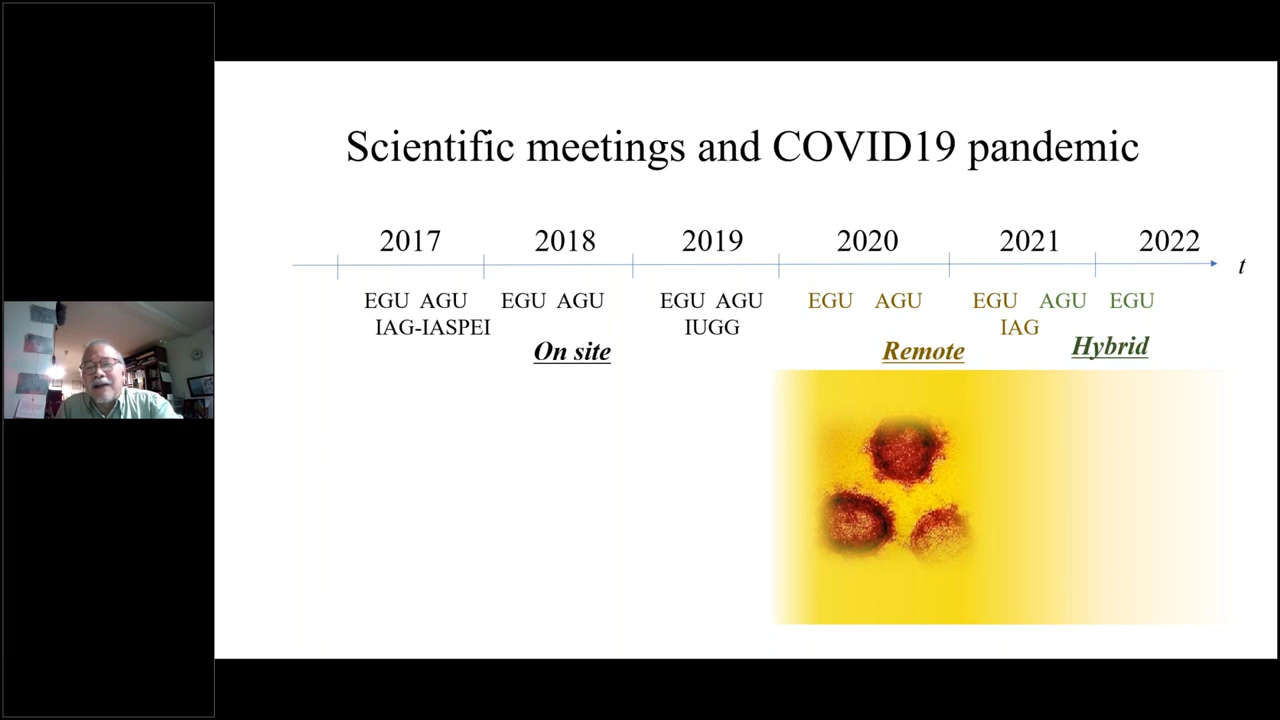 Scientific meetings and COVID19 pandemic
2017 2018 2019 2020 2021 2022
t
EGU AGU EGU AGU EGU AGU EGU AGU EGU AGU EGU
IAG-IASPEI IUGG IAG
On site Remote Hybrid